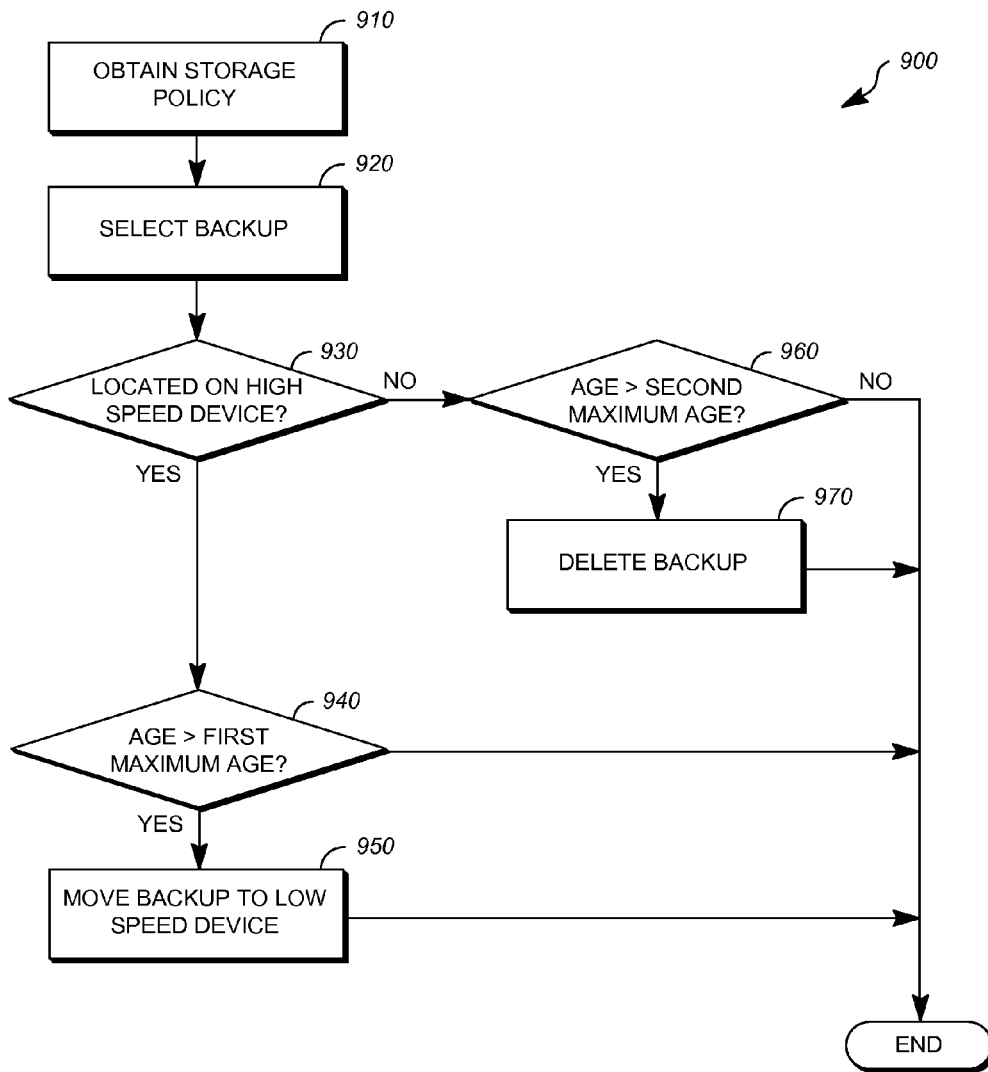 910
OBTAIN STORAGE
POLICY
900
920
SELECT BACKUP
930
LOCATED ON HIGH
SPEED DEVICE?
NO
YES
960
AGE > SECOND
MAXIMUM AGE?
NO
YES
970
DELETE BACKUP
940
AGE > FIRST
MAXIMUM AGE?
YES
950
MOVE BACKUP TO LOW
SPEED DEVICE
END